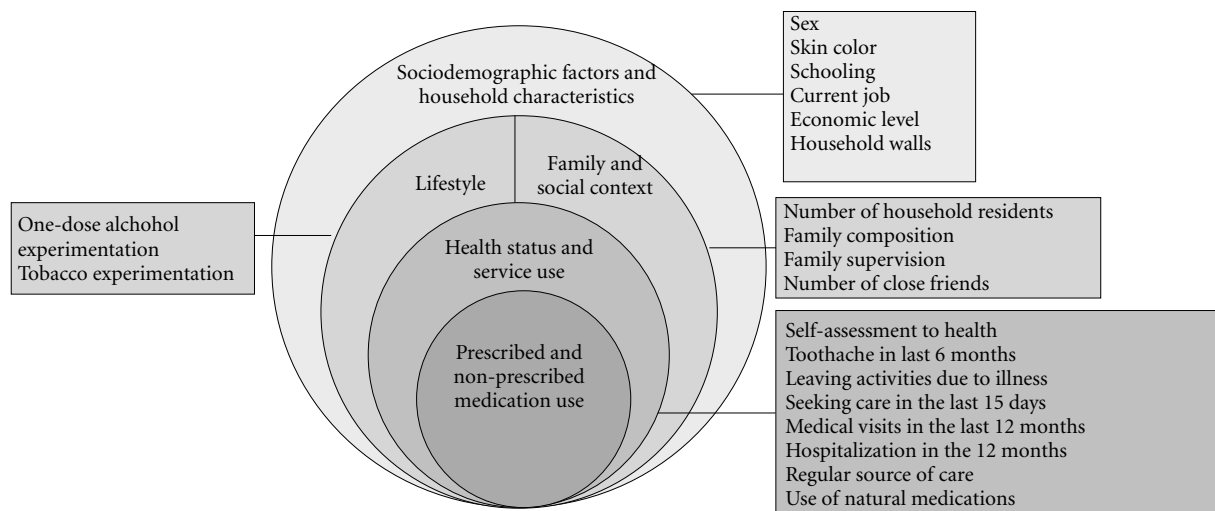 Sociodemographic factors and
household characteristics
Sex
Skin color
Schooling
Current job
Economic level
Household walls
Lifestyle
Family and
social context
One-dose alchohol
experimentation
Tobacco experimentation
Number of household residents
Family composition
Family supervision
Number of close friends
Health status and
service use
Prescribed and
non-prescribed
medication use
Self-assessment to health
Toothache in last 6 months
Leaving activities due to illness
Seeking care in the last 15 days
Medical visits in the last 12 months
Hospitalization in the 12 months
Regular source of care
Use of natural medications